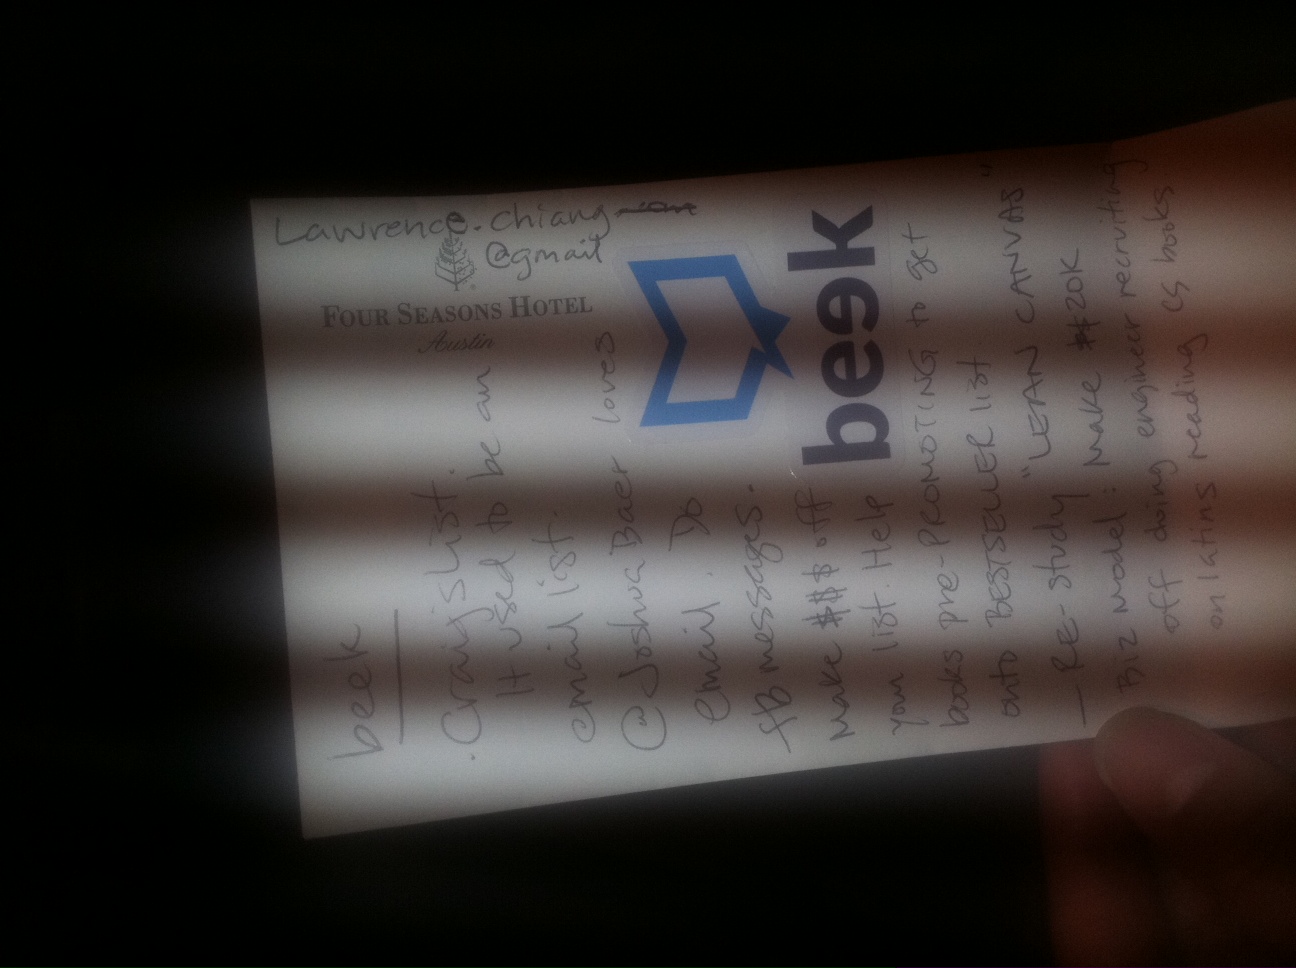 Lawrence.chiang
@gmail
FOUR SEASONS HOTEL
Austin
beek
. Craigslist.
It used to be an
email list.
@JoshuaBaer loves
email. Do
FB messages.
Make $$$ off
your list. Help
books pre-PROMOTING to get
onto BESTSELLER list
— RE-study "LEAN CANVAS"
Biz model: Make $20K
off doing engineer recruiting
on latins reading CS books
beek